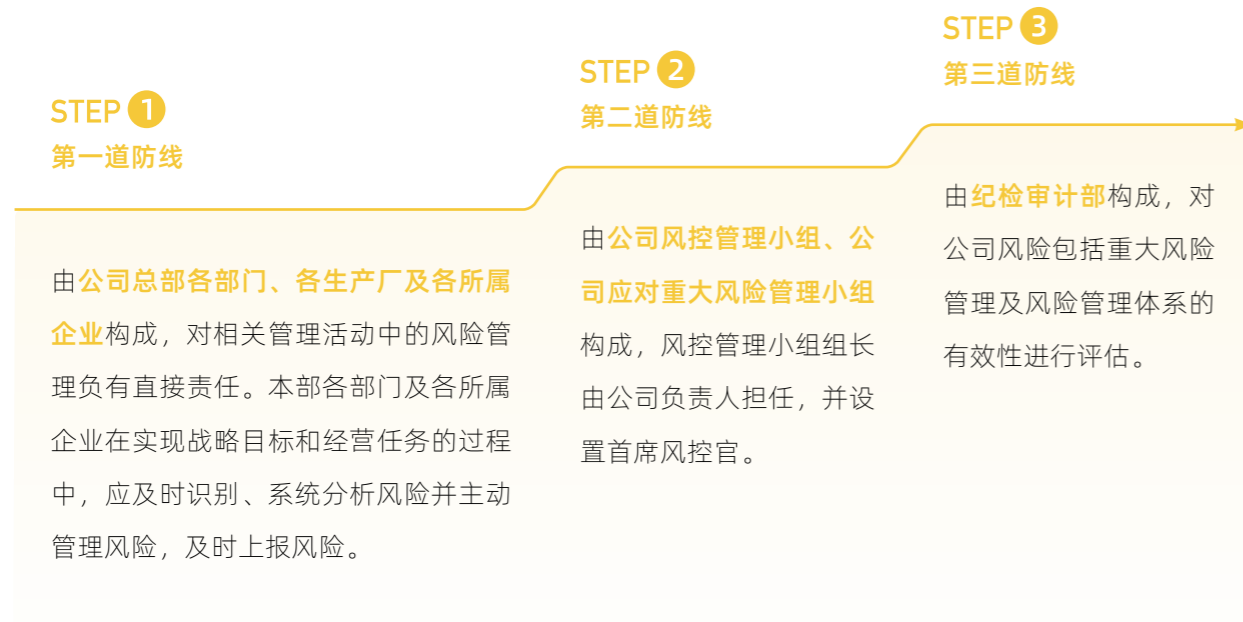 STEP 1
第一道防线
由公司总部各部门、各生产厂及各所属
企业构成，对相关管理活动中的风险管
理负有直接责任。本部各部门及各所属
企业在实现战略目标和经营任务的过程
中，应及时识别、系统分析风险并主动
管理风险，及时上报风险。
STEP 2
第二道防线
由公司风控管理小组、公
司应对重大风险管理小组
构成，风控管理小组组长
由公司负责人担任，并设
置首席风控官。
STEP 3
第三道防线
由纪检审计部构成，对
公司风险包括重大风险
管理及风险管理体系的
有效性进行评估。